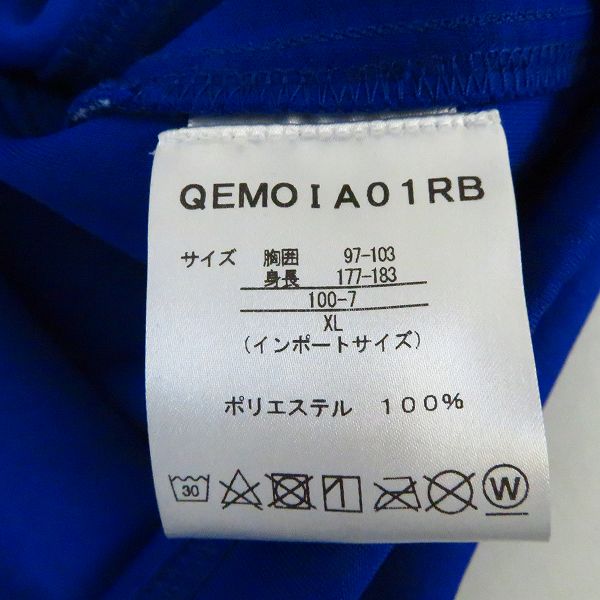 QEMOIA01RB
サイズ 胸囲 97-103
身長 177-183
100-7
XL
(インポートサイズ)
ポリエステル 100%
30 W